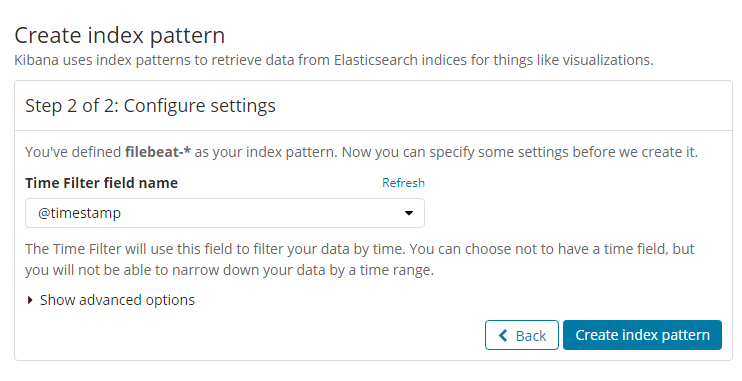 Create index pattern
Kibana uses index patterns to retrieve data from Elasticsearch indices for things like visualizations.
Step 2 of 2: Configure settings
You've defined filebeat-* as your index pattern. Now you can specify some settings before we create it.
Time Filter field name
Refresh
@timestamp
The Time Filter will use this field to filter your data by time. You can choose not to have a time field, but
you will not be able to narrow down your data by a time range.
Show advanced options
Back
Create index pattern